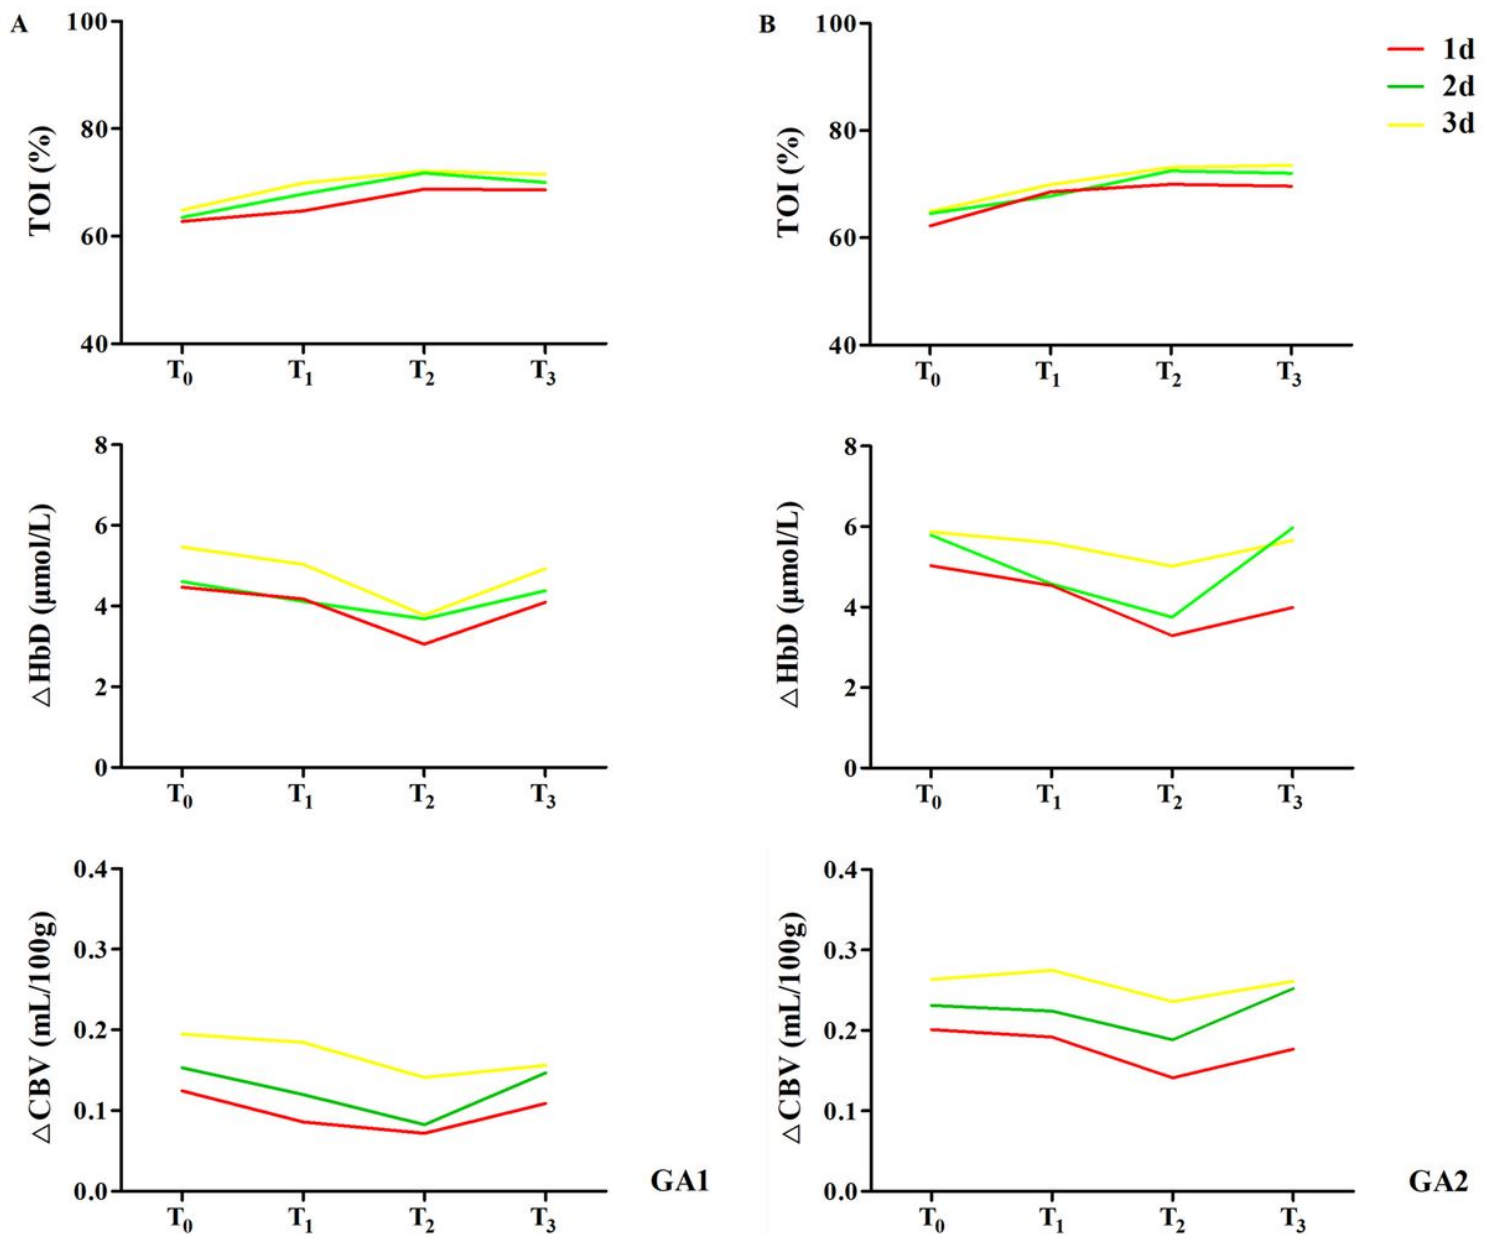 A
B
1d
2d
3d
TOI (%)
100
80
60
40
T0
T1
T2
T3
TOI (%)
100
80
60
40
T0
T1
T2
T3
△HbD (μmol/L)
8
6
4
2
0
T0
T1
T2
T3
△HbD (μmol/L)
8
6
4
2
0
T0
T1
T2
T3
△CBV (mL/100g)
0.4
0.3
0.2
0.1
0.0
T0
T1
T2
T3
GA1
△CBV (mL/100g)
0.4
0.3
0.2
0.1
0.0
T0
T1
T2
T3
GA2